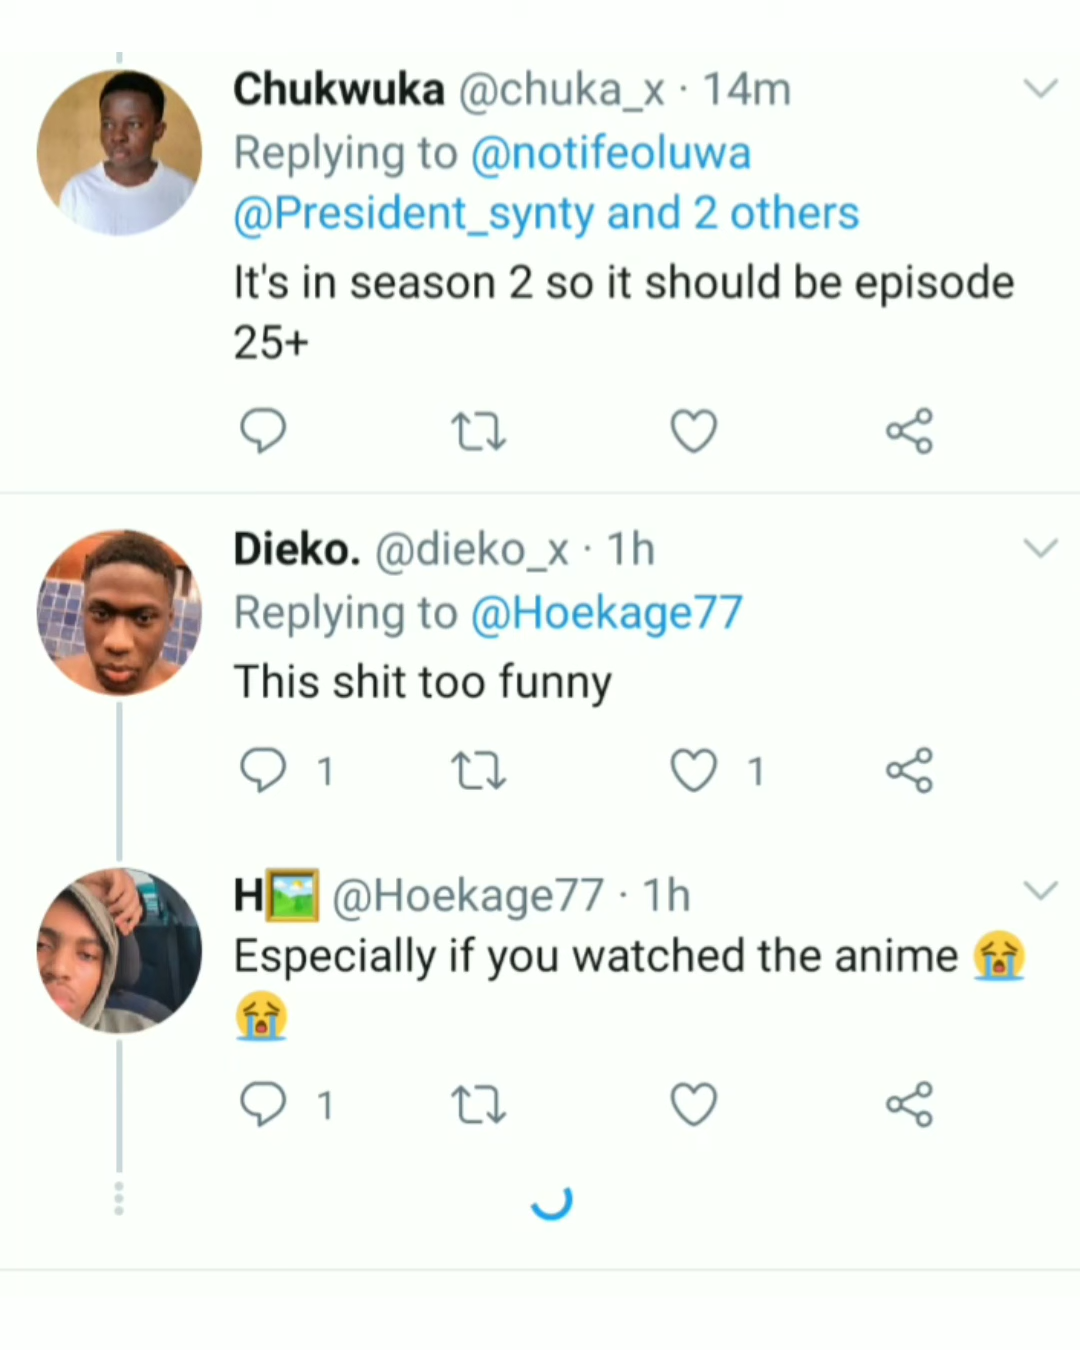 Chukwuka @chuka_x · 14m
Replying to @notifeoluwa
@President_synty and 2 others
It's in season 2 so it should be episode
25+
Dieko. @dieko_x · 1h
Replying to @Hoekage77
This shit too funny
1 1
H🖼️ @Hoekage77 · 1h
Especially if you watched the anime 😭
😭
1